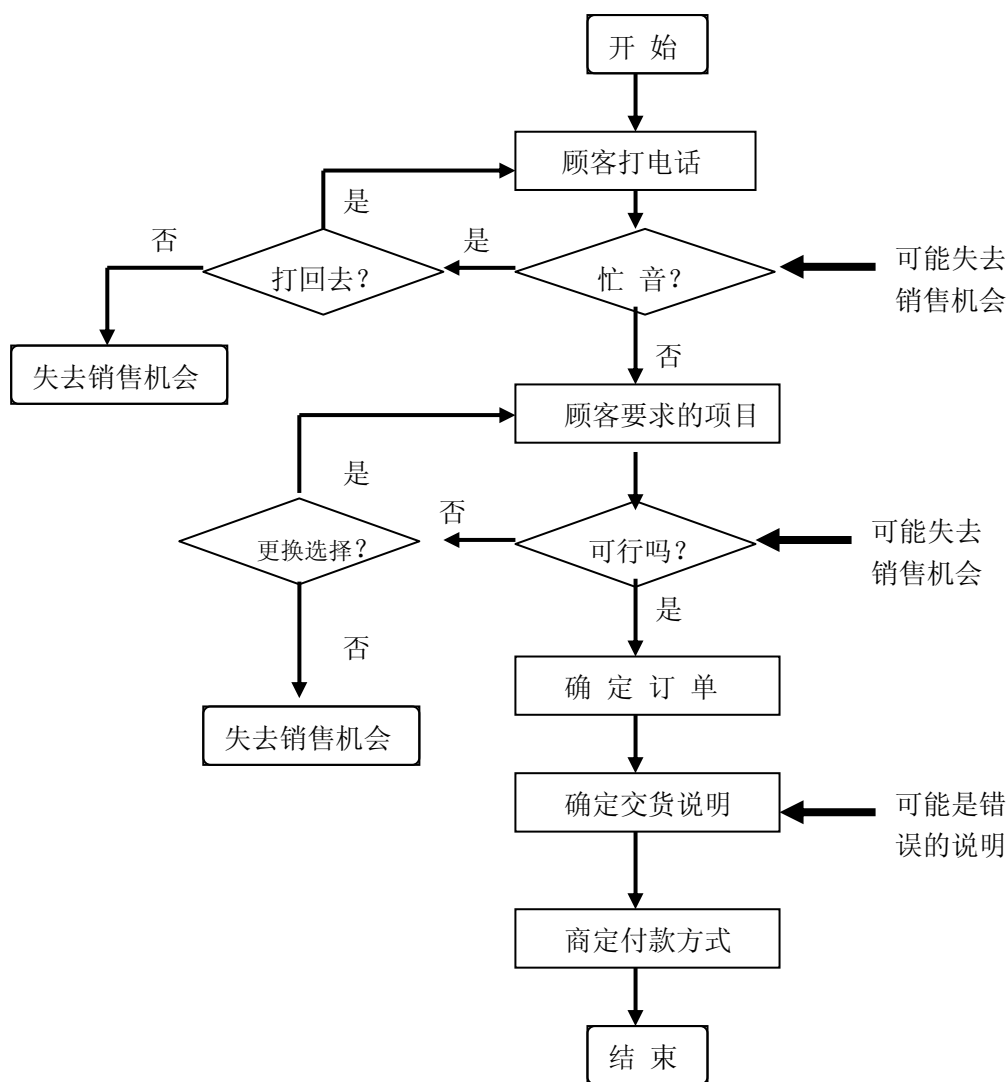 开 始
顾客打电话
是
否
是
打回去？
忙 音？
可能失去
销售机会
失去销售机会
否
顾客要求的项目
是
否
更换选择？
可行吗？
可能失去
销售机会
是
否
确 定 订 单
失去销售机会
确定交货说明
可能是错
误的说明
商定付款方式
结 束